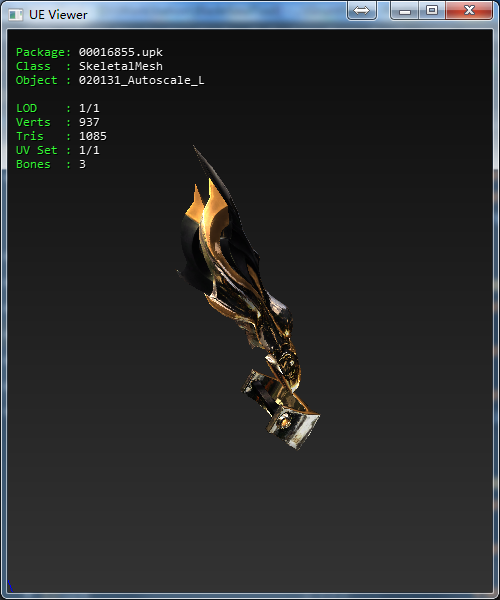 UE Viewer
Package: 00016855.upk
Class  : SkeletalMesh
Object : 020131_Autoscale_L
LOD    : 1/1
Verts  : 937
Tris   : 1085
UV Set : 1/1
Bones  : 3